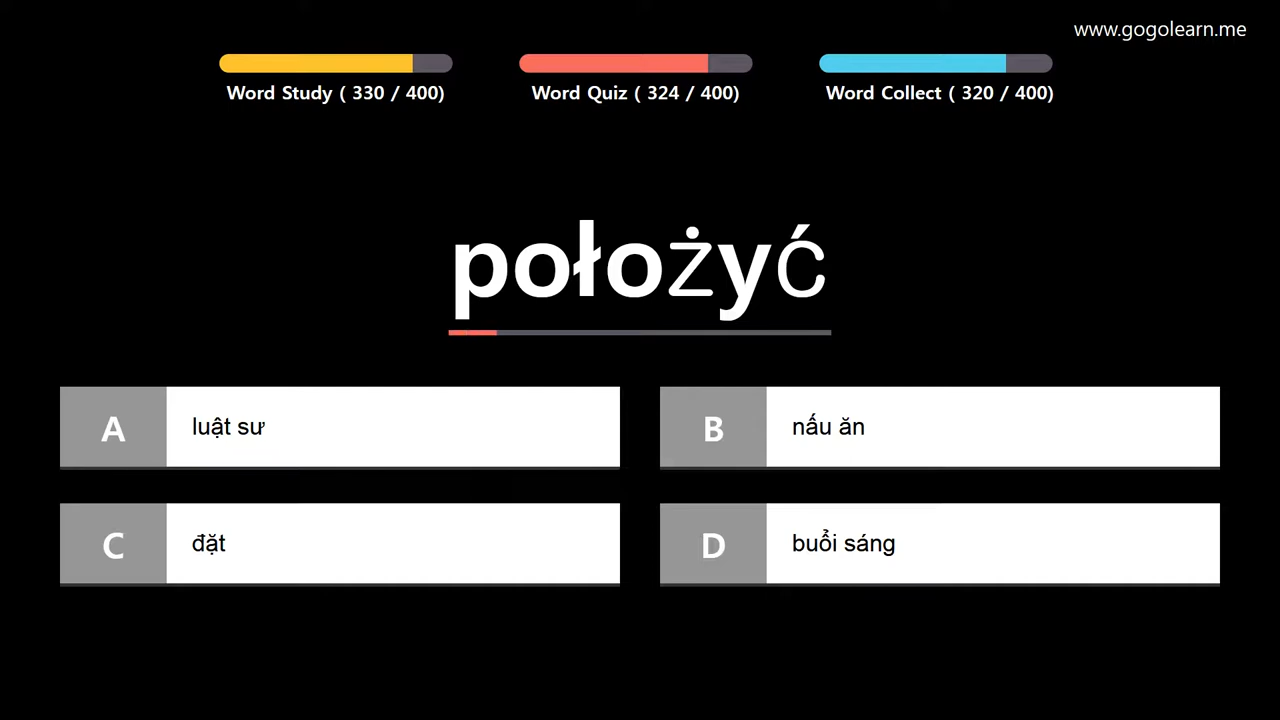 www.gogolearn.me
Word Study ( 330 / 400)
Word Quiz ( 324 / 400)
Word Collect ( 320 / 400)
położyć
A
luật sư
B
nấu ăn
C
đặt
D
buổi sáng